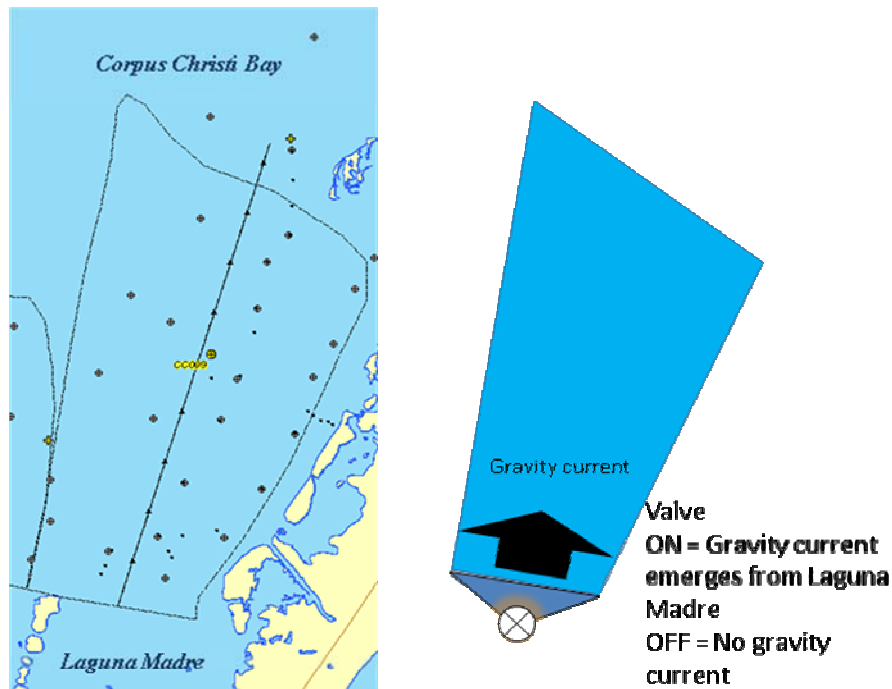 Corpus Christi Bay
Laguna Madre
Gravity current
Valve
ON = Gravity current
emerges from Laguna
Madre
OFF = No gravity
current